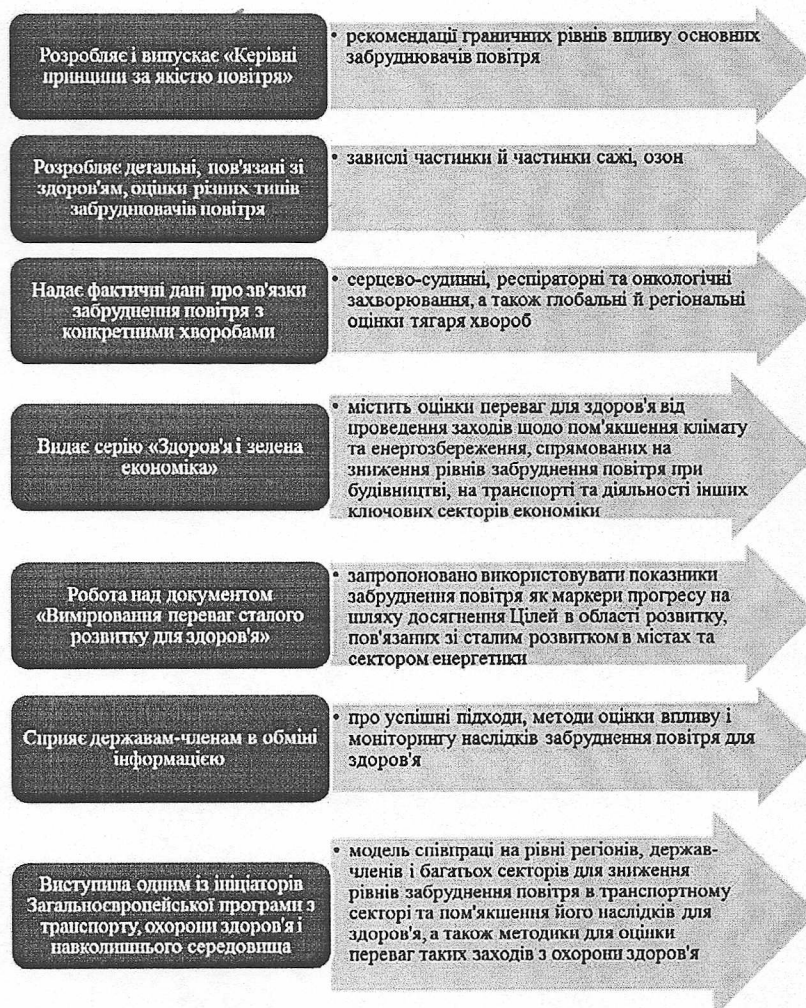 Розробляє і випускає «Керівні
принципи за якістю повітря»
• рекомендації граничних рівнів впливу основних
забруднювачів повітря
Розробляє детальні, пов'язані зі
здоров'ям, оцінки різних типів
забруднювачів повітря
• завислі частинки й частинки сажі, озон
Надає фактичні дані про зв'язки
забруднення повітря з
конкретними хворобами
• серцево-судинні, респіраторні та онкологічні
захворювання, а також глобальні й регіональні
оцінки тягаря хвороб
Видає серію «Здоров'я і зелена
економіка»
• містить оцінки переваг для здоров'я від
проведення заходів щодо пом'якшення клімату
та енергозбереження, спрямованих на
зниження рівнів забруднення повітря при
будівництві, на транспорті та діяльності інших
ключових секторів економіки
Робота над документом
«Вимірювання переваг сталого
розвитку для здоров'я»
• запропоновано використовувати показники
забруднення повітря як маркери прогресу на
шляху досягнення Цілей в області розвитку,
пов'язаних зі сталим розвитком в містах та
сектором енергетики
Сприяє державам-членам в обміні
інформацією
• про успішні підходи, методи оцінки впливу і
моніторингу наслідків забруднення повітря для
здоров'я
Виступила одним із ініціаторів
Загальноєвропейської програми з
транспорту, охорони здоров'я і
навколишнього середовища
• модель співпраці на рівні регіонів, держав-
членів і багатьох секторів для зниження
рівнів забруднення повітря в транспортному
секторі та пом'якшення його наслідків для
здоров'я, а також методики для оцінки
переваг таких заходів з охорони здоров'я